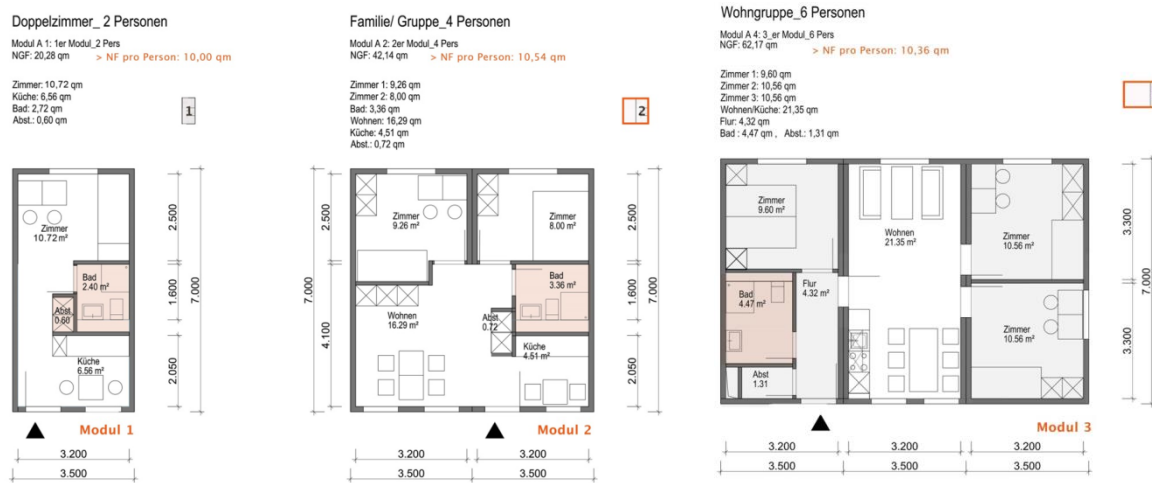 Doppelzimmer_ 2 Personen
Modul A 1: 1er Modul_2 Pers
NGF: 20,28 qm > NF pro Person: 10,00 qm
Zimmer: 10,72 qm
Küche: 6,56 qm
Bad: 2,72 qm
Abst.: 0,60 qm
1
Zimmer
10.72 m²
Bad
2.40 m²
Abst.
0.60
Küche
6.56 m²
2.500
1.600
2.050
7.000
Modul 1
3.200
3.500
Familie/ Gruppe_4 Personen
Modul A 2: 2er Modul_4 Pers
NGF: 42,14 qm > NF pro Person: 10,54 qm
Zimmer 1: 9,26 qm
Zimmer 2: 8,00 qm
Bad: 3,36 qm
Wohnen: 16,29 qm
Küche: 4,51 qm
Abst.: 0,72 qm
2
Zimmer
9.26 m²
Zimmer
8.00 m²
Bad
3.36 m²
Wohnen
16.29 m²
Abst.
0.72
Küche
4.51 m²
7.000
2.500
4.100
2.500
1.600
2.050
7.000
Modul 2
3.200 3.200
3.500 3.500
Wohngruppe_6 Personen
Modul A 4: 3_er Modul_6 Pers
NGF: 62,17 qm > NF pro Person: 10,36 qm
Zimmer 1: 9,60 qm
Zimmer 2: 10,56 qm
Zimmer 3: 10,56 qm
Wohnen/Küche: 21,35 qm
Flur: 4,32 qm
Bad : 4,47 qm , Abst.: 1,31 qm
Zimmer
9.60 m²
Wohnen
21.35 m²
Zimmer
10.56 m²
Bad
4.47 m²
Flur
4.32 m²
Zimmer
10.56 m²
Abst
1.31
3.300
3.300
7.000
Modul 3
3.200 3.200 3.200
3.500 3.500 3.500